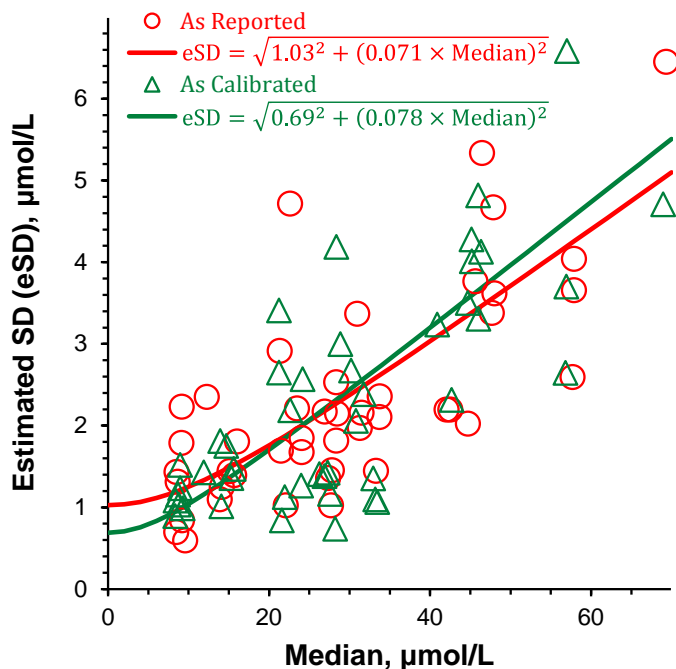 As Reported
eSD = √1.03² + (0.071 × Median)²
As Calibrated
eSD = √0.69² + (0.078 × Median)²
Estimated SD (eSD), µmol/L
6
5
4
3
2
1
0
0 20 40 60
Median, µmol/L